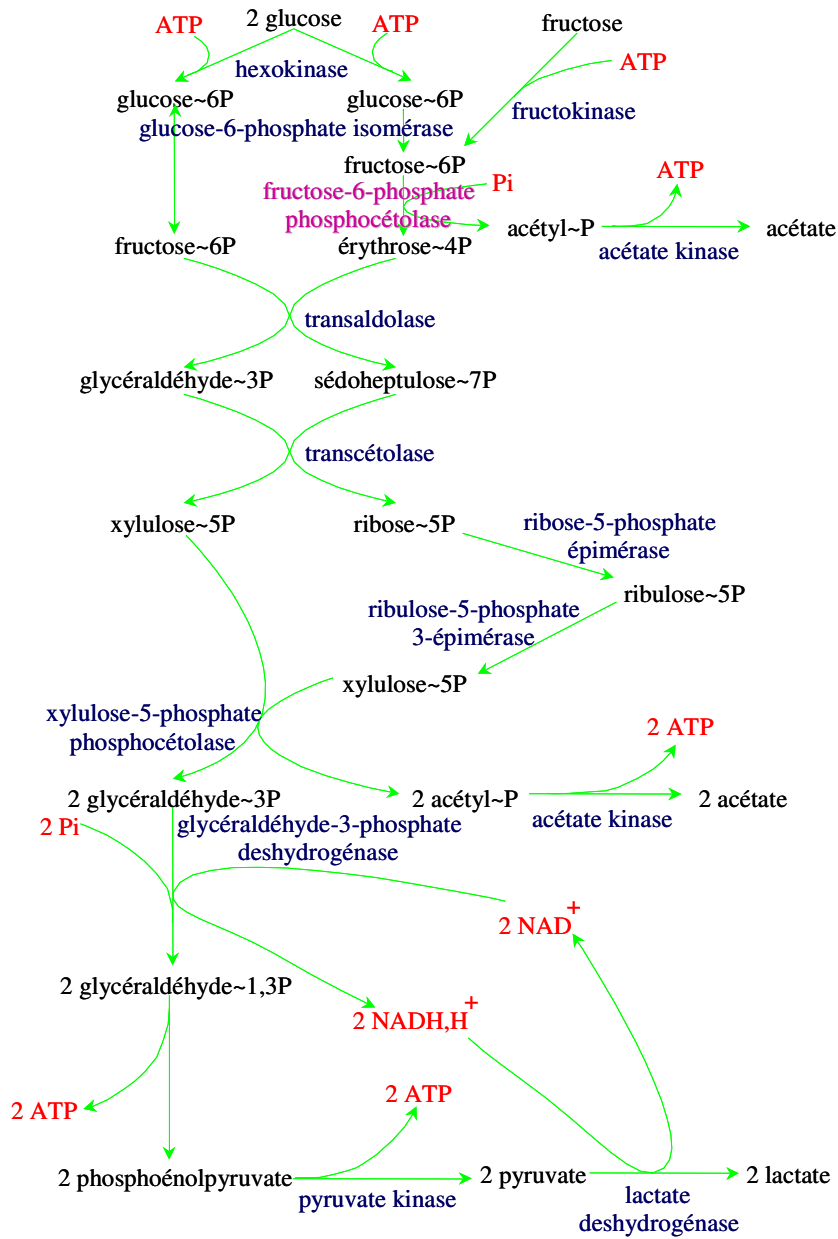 ATP
2 glucose
ATP
fructose
hexokinase
ATP
glucose~6P
glucose~6P
fructokinase
glucose-6-phosphate isomérase
fructose~6P
ATP
fructose-6-phosphate
phosphocétolase
Pi
fructose~6P
érythrose~4P
acétyl~P
acétate
acétate kinase
transaldolase
glycéraldéhyde~3P
sédoheptulose~7P
transcétolase
xylulose~5P
ribose~5P
ribose-5-phosphate
épimérase
ribulose~5P
ribulose-5-phosphate
3-épimérase
xylulose~5P
xylulose-5-phosphate
phosphocétolase
2 ATP
2 glycéraldéhyde~3P
2 acétyl~P
2 acétate
acétate kinase
2 Pi
glycéraldéhyde-3-phosphate
deshydrogénase
2 NAD+
2 glycéraldéhyde~1,3P
2 NADH,H+
2 ATP
2 ATP
2 phosphoénolpyruvate
pyruvate kinase
2 pyruvate
2 lactate
lactate
deshydrogénase